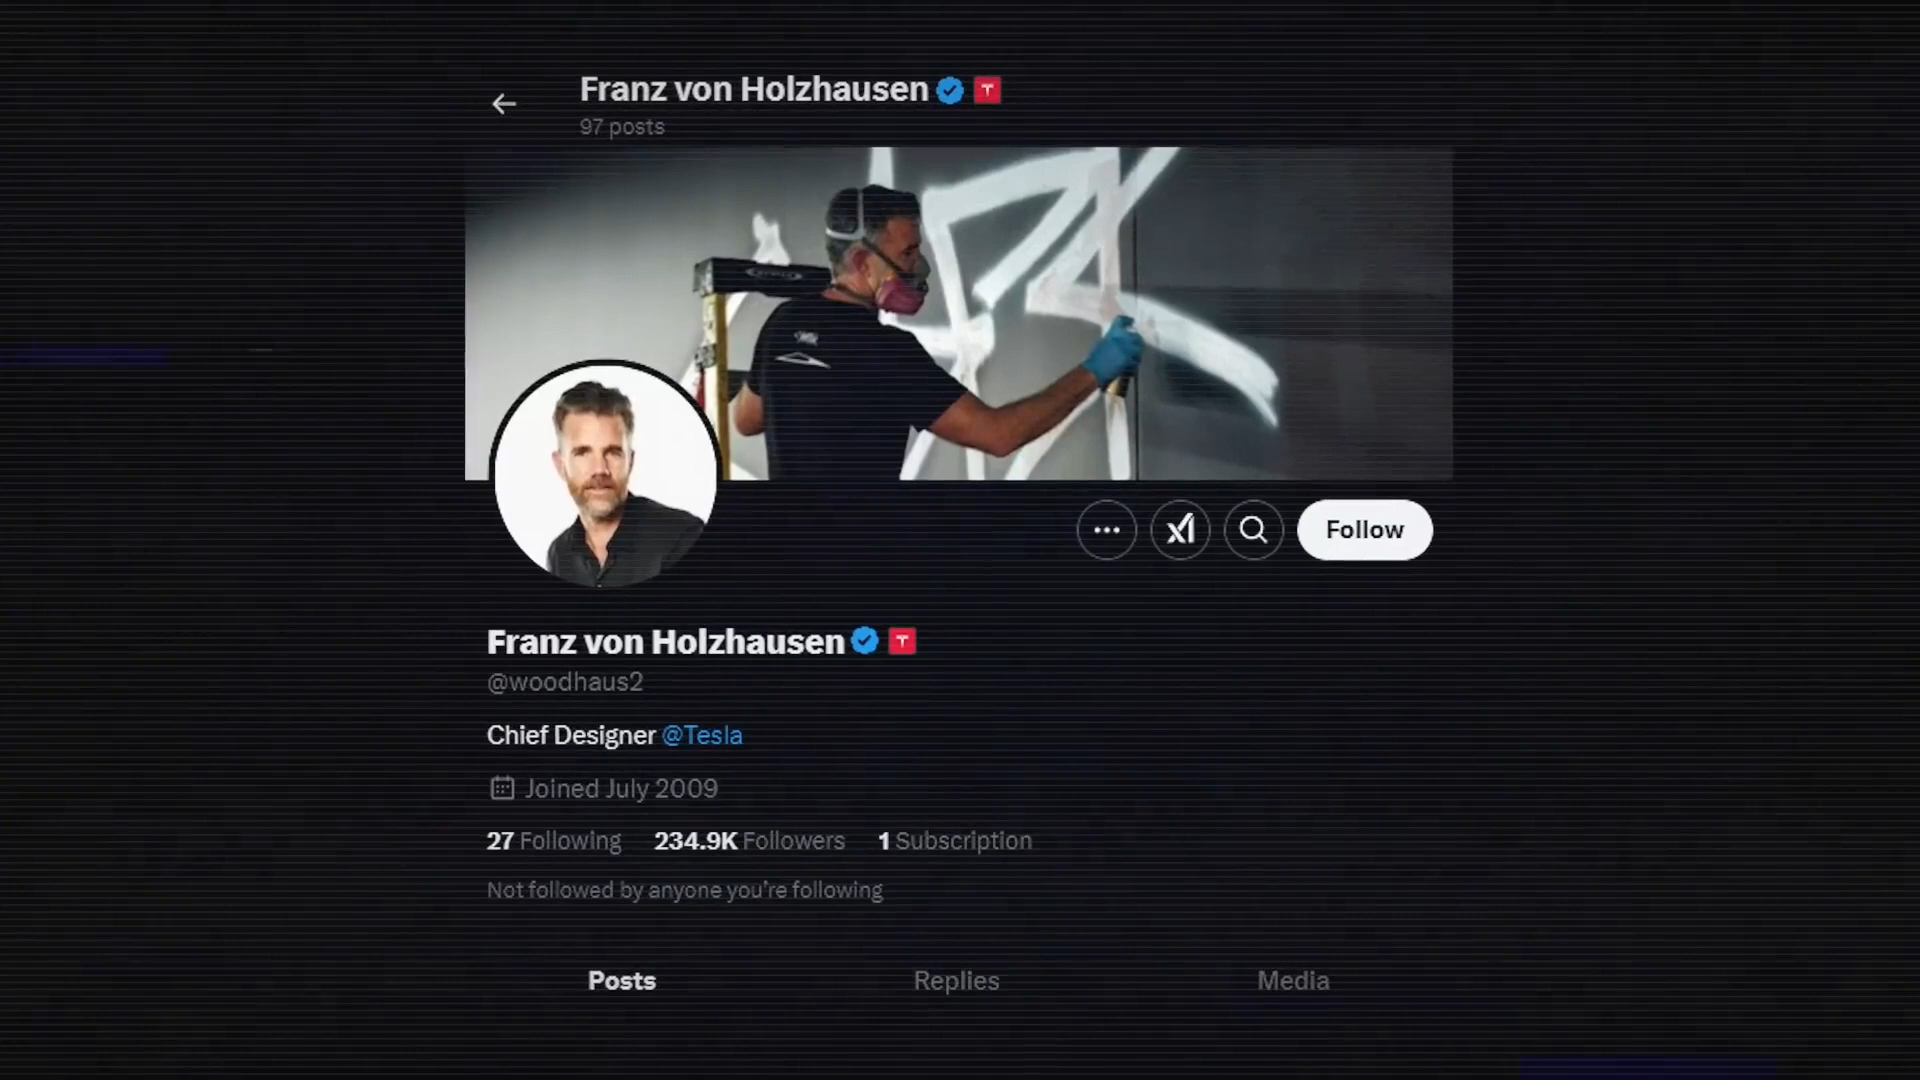 Franz von Holzhausen
97 posts
Follow
Franz von Holzhausen
@woodhaus2
Chief Designer @Tesla
Joined July 2009
27 Following 234.9K Followers 1 Subscription
Not followed by anyone you're following
Posts Replies Media